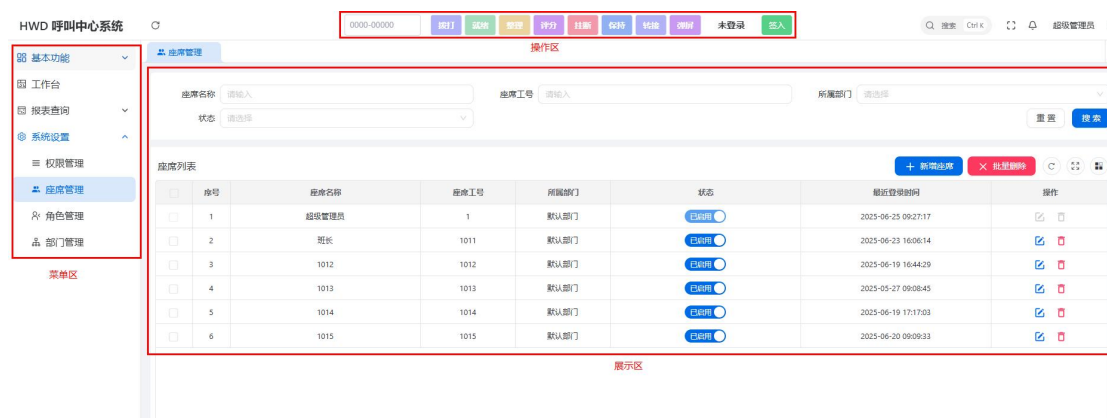 HWD 呼叫中心系统
0000-00000 拨打 就绪 整理 评分 挂断 保持 转接 弹屏 未登录 签入
搜索 Ctrl K 超级管理员
操作区
基本功能
座席管理
工作台
报表查询
系统设置
权限管理
座席管理
角色管理
部门管理
菜单区
座席名称 请输入 座席工号 请输入 所属部门 请选择
状态 请选择 重置 搜索
座席列表 + 新增座席 × 批量删除
序号 座席名称 座席工号 所属部门 状态 最近登录时间 操作
1 超级管理员 1 默认部门 已启用 2025-06-25 09:27:17
2 班长 1011 默认部门 已启用 2025-06-23 16:06:14
3 1012 1012 默认部门 已启用 2025-06-19 16:44:29
4 1013 1013 默认部门 已启用 2025-05-27 09:08:45
5 1014 1014 默认部门 已启用 2025-06-19 17:17:03
6 1015 1015 默认部门 已启用 2025-06-20 09:09:33
展示区